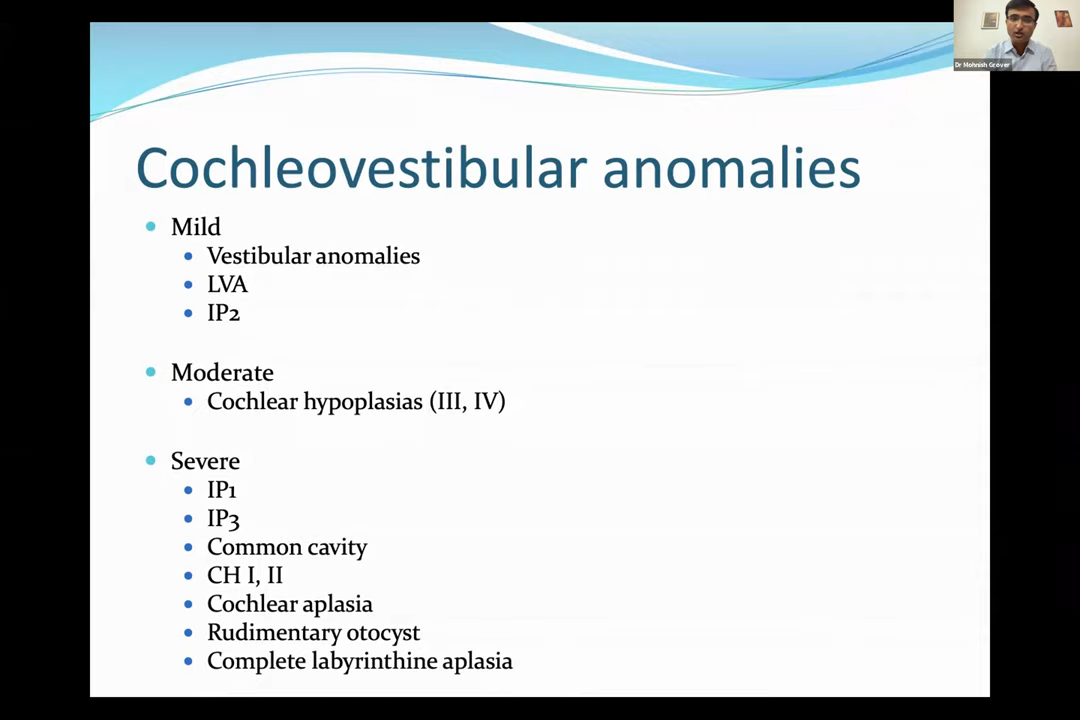 Dr Mohnish Grover
Cochleovestibular anomalies
Mild
Vestibular anomalies
LVA
IP2
Moderate
Cochlear hypoplasias (III, IV)
Severe
IP1
IP3
Common cavity
CH I, II
Cochlear aplasia
Rudimentary otocyst
Complete labyrinthine aplasia